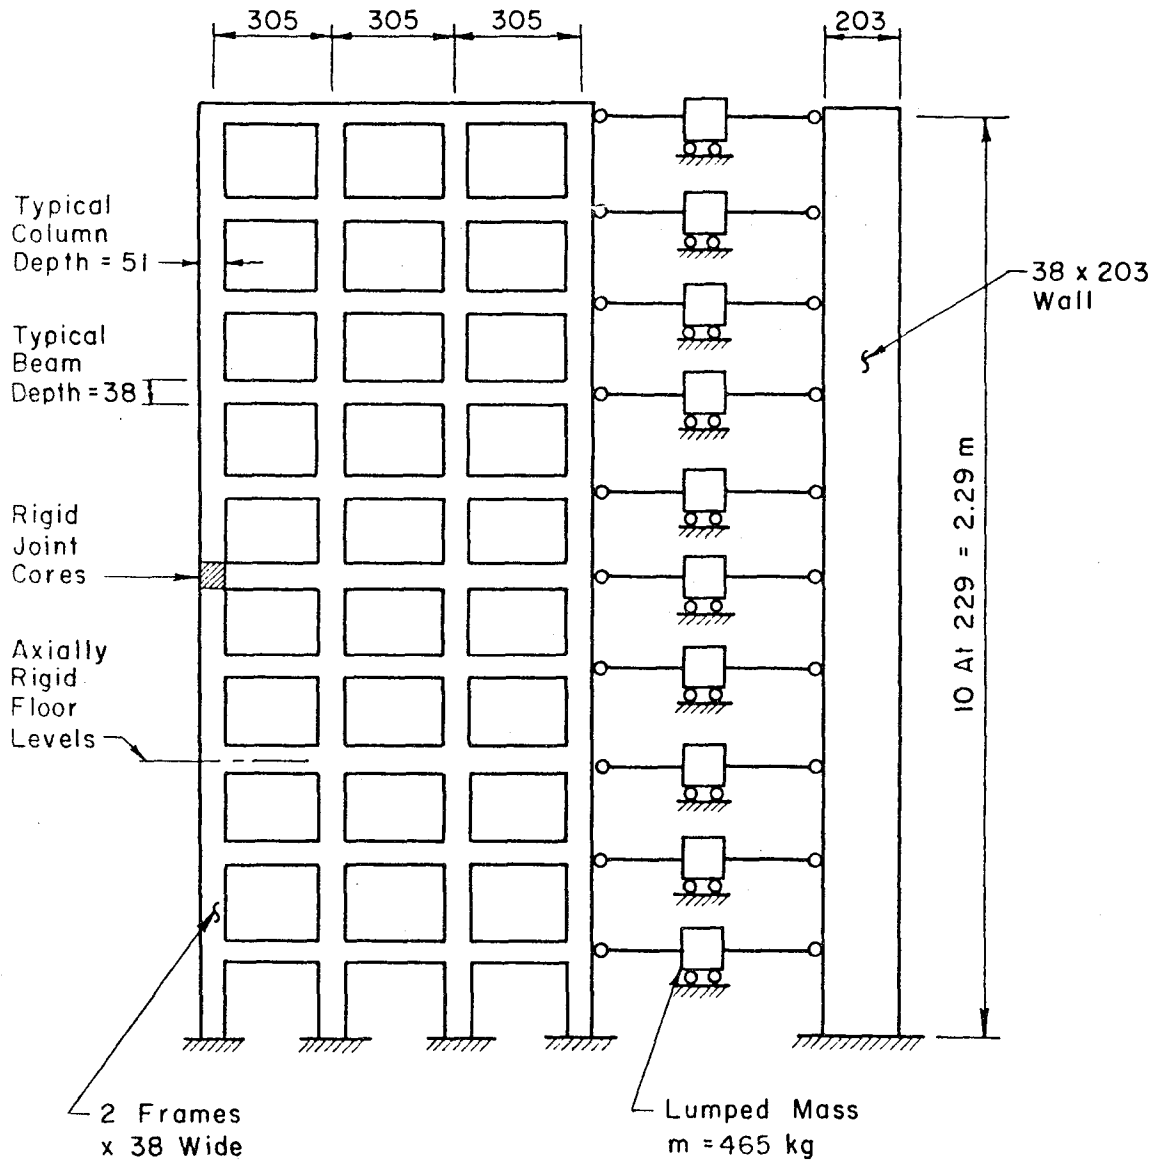 305
305
305
203
Typical
Column
Depth = 51
Typical
Beam
Depth = 38
Rigid
Joint
Cores
Axially
Rigid
Floor
Levels
38 x 203
Wall
10 At 229 = 2.29 m
2 Frames
x 38 Wide
Lumped Mass
m = 465 kg